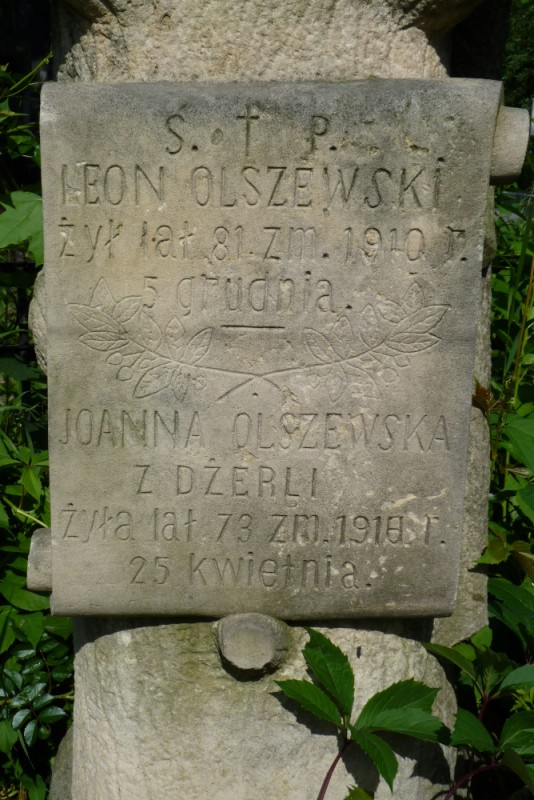 Ś. † P.
LEON OLSZEWSKI.
żył lat 81. zm. 1910 r.
5 grudnia.
JOANNA OLSZEWSKA
Z DŻERLI
żyła lat 73 zm. 1918 r.
25 kwietnia.